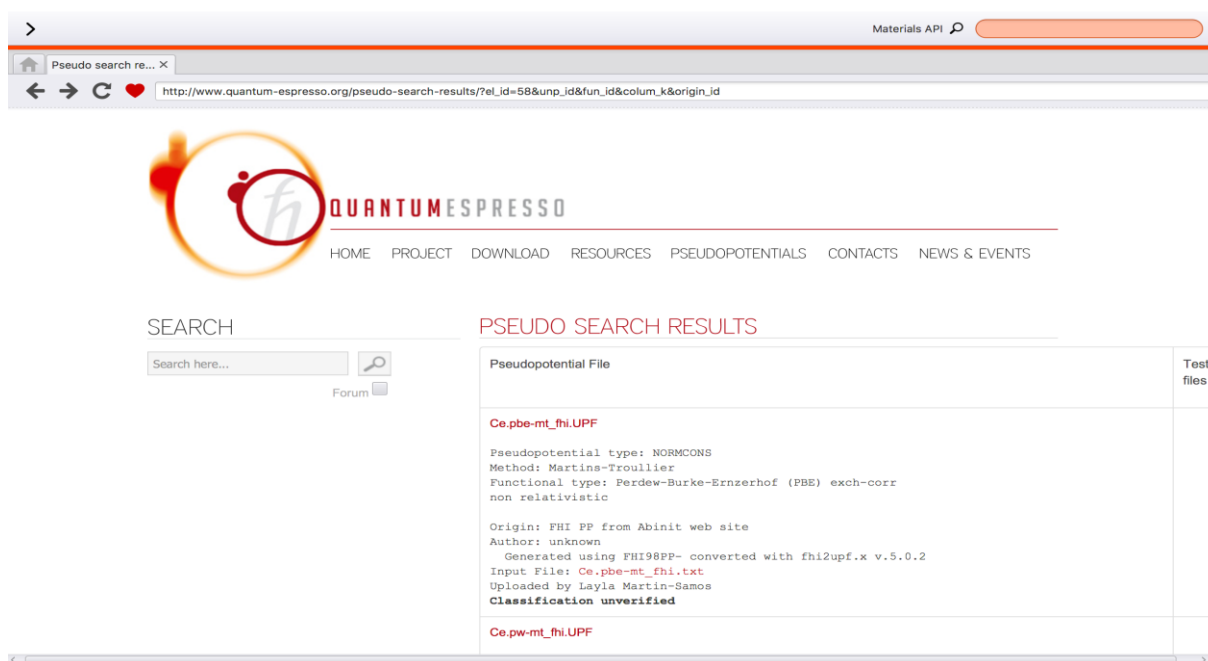 Materials API
Pseudo search re...
http://www.quantum-espresso.org/pseudo-search-results/?el_id=58&unp_id&fun_id&colum_k&origin_id
ħ
QUANTUMESPRESSO
HOME PROJECT DOWNLOAD RESOURCES PSEUDOPOTENTIALS CONTACTS NEWS & EVENTS
SEARCH
Search here...
Forum
PSEUDO SEARCH RESULTS
Pseudopotential File
Test
files
Ce.pbe-mt_fhi.UPF
Pseudopotential type: NORMCONS
Method: Martins-Troullier
Functional type: Perdew-Burke-Ernzerhof (PBE) exch-corr
non relativistic
Origin: FHI PP from Abinit web site
Author: unknown
Generated using FHI98PP- converted with fhi2upf.x v.5.0.2
Input File: Ce.pbe-mt_fhi.txt
Uploaded by Layla Martin-Samos
Classification unverified
Ce.pw-mt_fhi.UPF